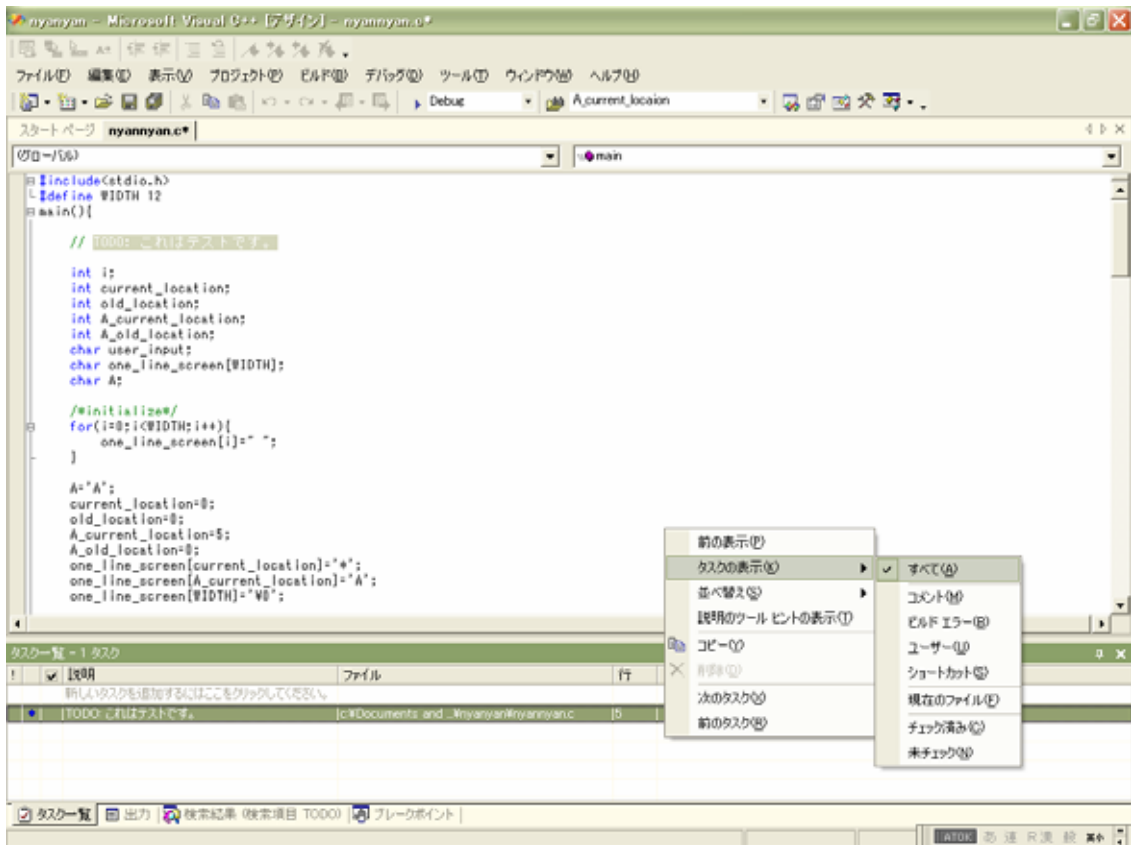 nyanyan - Microsoft Visual C++ [デザイン] - nyannyan.c*
ファイル(F) 編集(E) 表示(V) プロジェクト(P) ビルド(B) デバッグ(D) ツール(T) ウィンドウ(W) ヘルプ(H)
Debug A_current_locaion
スタート ページ nyannyan.c*
(グローバル) main
#include<stdio.h>
#define WIDTH 12
main(){
// TODO: これはテストです。
int i;
int current_location;
int old_location;
int A_current_location;
int A_old_location;
char user_input;
char one_line_screen[WIDTH];
char A;
/*initialize*/
for(i=0;i<WIDTH;i++){
one_line_screen[i]=' ';
}
A='A';
current_location=0;
old_location=0;
A_current_location=5;
A_old_location=0;
one_line_screen[current_location]='*';
one_line_screen[A_current_location]='A';
one_line_screen[WIDTH]='¥0';
前の表示(P)
タスクの表示(K)
並べ替え(S)
説明のツール ヒントの表示(T)
コピー(Y)
削除(D)
次のタスク(X)
前のタスク(R)
すべて(A)
コメント(M)
ビルド エラー(B)
ユーザー(U)
ショートカット(S)
現在のファイル(F)
チェック済み(C)
未チェック(N)
タスク一覧 - 1 タスク
! 説明 ファイル 行
新しいタスクを追加するにはここをクリックしてください。
TODO: これはテストです。 c:¥Documents and ...¥nyanyan¥nyannyan.c 5
タスク一覧 出力 検索結果 (検索項目 TODO) ブレークポイント
ATOK あ 連 R漢 般 英小